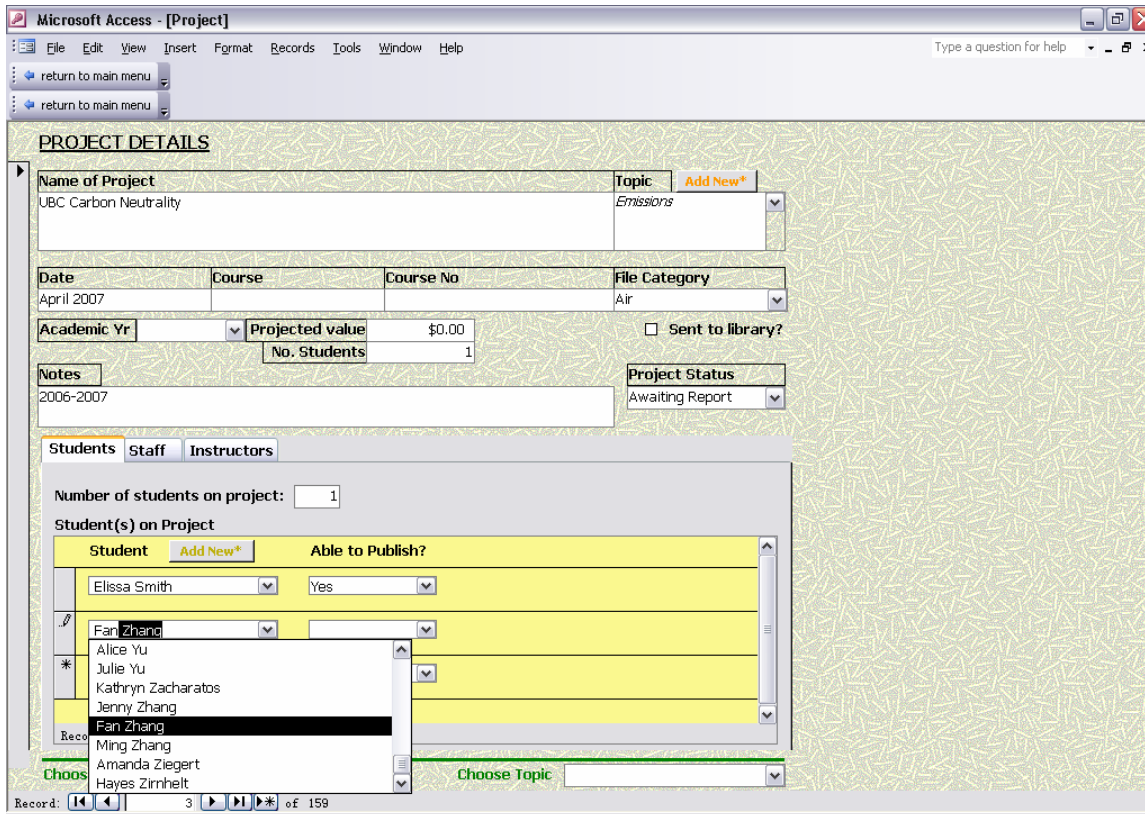 Microsoft Access - [Project]
File Edit View Insert Format Records Tools Window Help Type a question for help
return to main menu
return to main menu
PROJECT DETAILS
Name of Project Topic Add New*
UBC Carbon Neutrality Emissions
Date Course Course No File Category
April 2007 Air
Academic Yr Projected value $0.00 Sent to library?
No. Students 1
Notes Project Status
2006-2007 Awaiting Report
Students Staff Instructors
Number of students on project: 1
Student(s) on Project
Student Add New* Able to Publish?
Elissa Smith Yes
Fan Zhang
Alice Yu
Julie Yu
Kathryn Zacharatos
Jenny Zhang
Fan Zhang
Ming Zhang
Reco
Amanda Ziegert
Choos Choose Topic
Hayes Zirnhelt
Record: 3 of 159